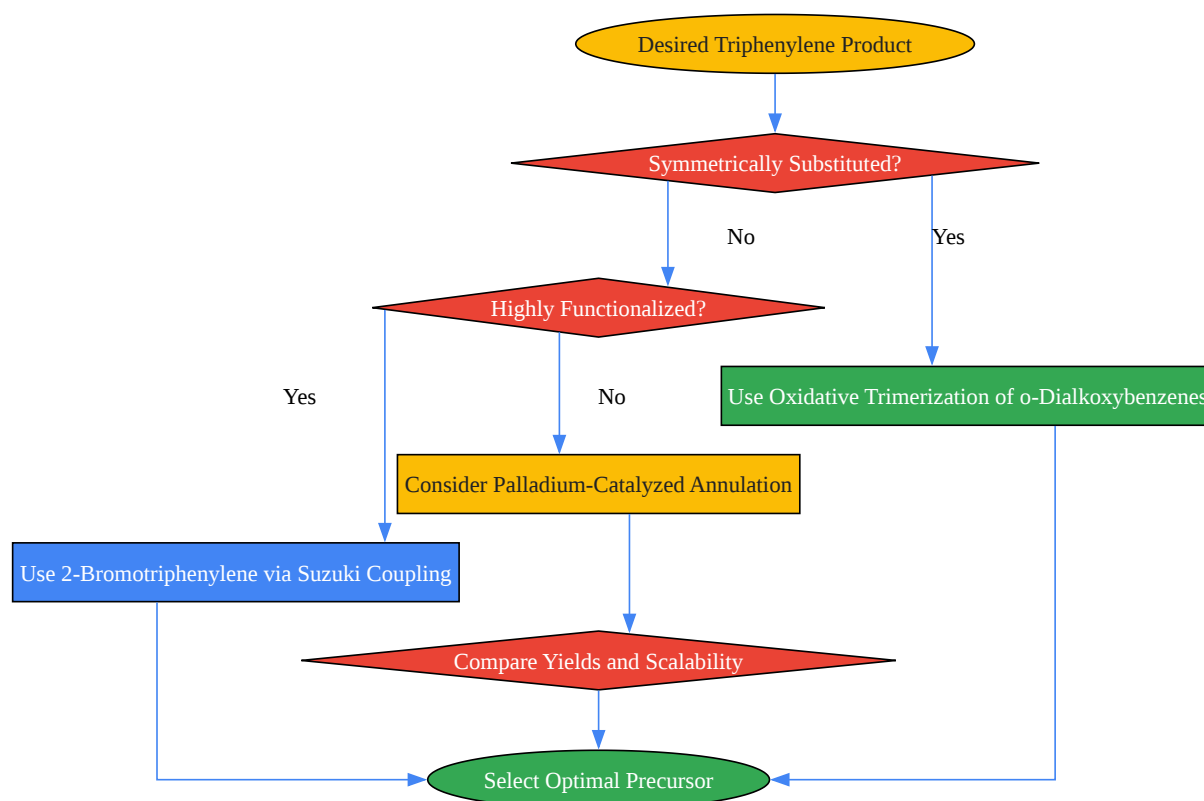 Desired Triphenylene Product
Symmetrically Substituted?
No
Yes
Highly Functionalized?
Use Oxidative Trimerization of o-Dialkoxybenzenes
Yes
No
Consider Palladium-Catalyzed Annulation
Use 2-Bromotriphenylene via Suzuki Coupling
Compare Yields and Scalability
Select Optimal Precursor